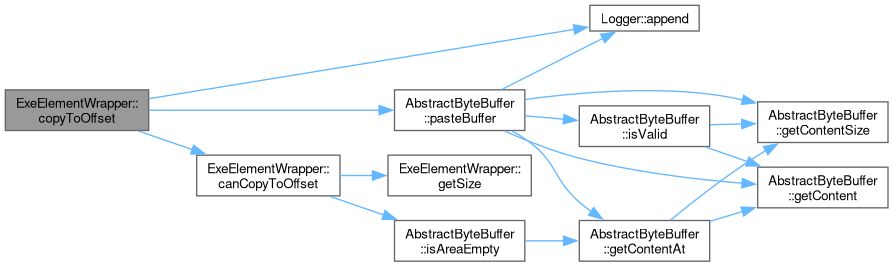 ExeElementWrapper::
copyToOffset
Logger::append
AbstractByteBuffer
::pasteBuffer
AbstractByteBuffer
::isValid
AbstractByteBuffer
::getContentSize
ExeElementWrapper::
canCopyToOffset
ExeElementWrapper::
getSize
AbstractByteBuffer
::getContent
AbstractByteBuffer
::isAreaEmpty
AbstractByteBuffer
::getContentAt